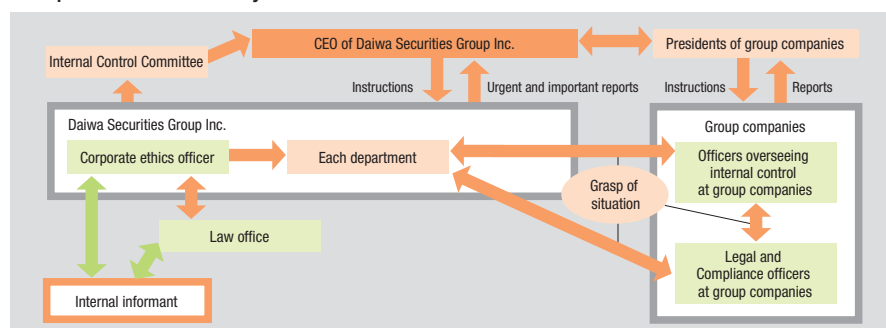 CEO of Daiwa Securities Group Inc.
Presidents of group companies
Internal Control Committee
Instructions
Urgent and important reports
Instructions
Reports
Daiwa Securities Group Inc.
Group companies
Corporate ethics officer
Each department
Officers overseeing
internal control
at group companies
Grasp of
situation
Law office
Legal and
Compliance officers
at group companies
Internal informant